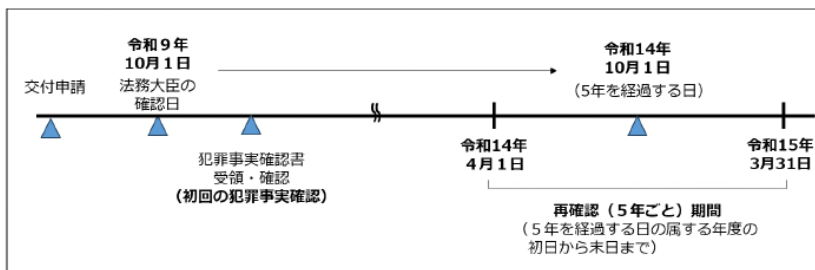 令和９年
10月１日
法務大臣の
確認日
交付申請
犯罪事実確認書
受領・確認
（初回の犯罪事実確認）
令和14年
10月１日
（5年を経過する日）
令和14年
４月１日
令和15年
３月31日
再確認（５年ごと）期間
（５年を経過する日の属する年度の
初日から末日まで）